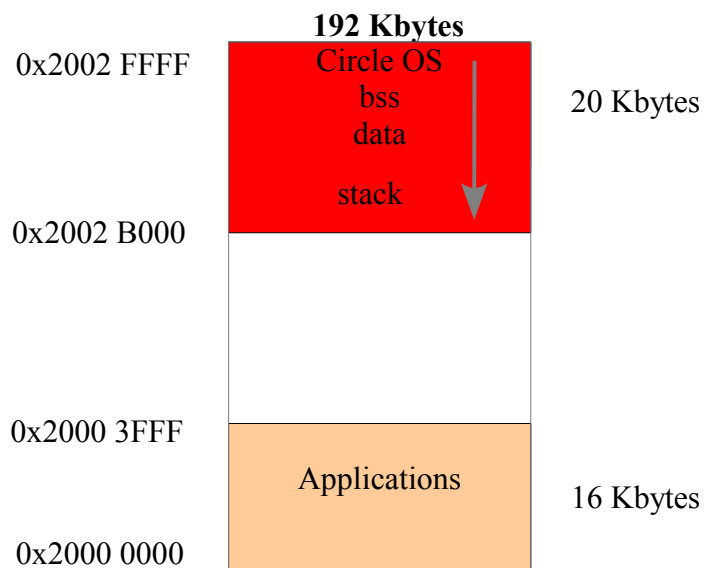 192 Kbytes
0x2002 FFFF
Circle OS
bss
data
stack
20 Kbytes
0x2002 B000
0x2000 3FFF
Applications
16 Kbytes
0x2000 0000